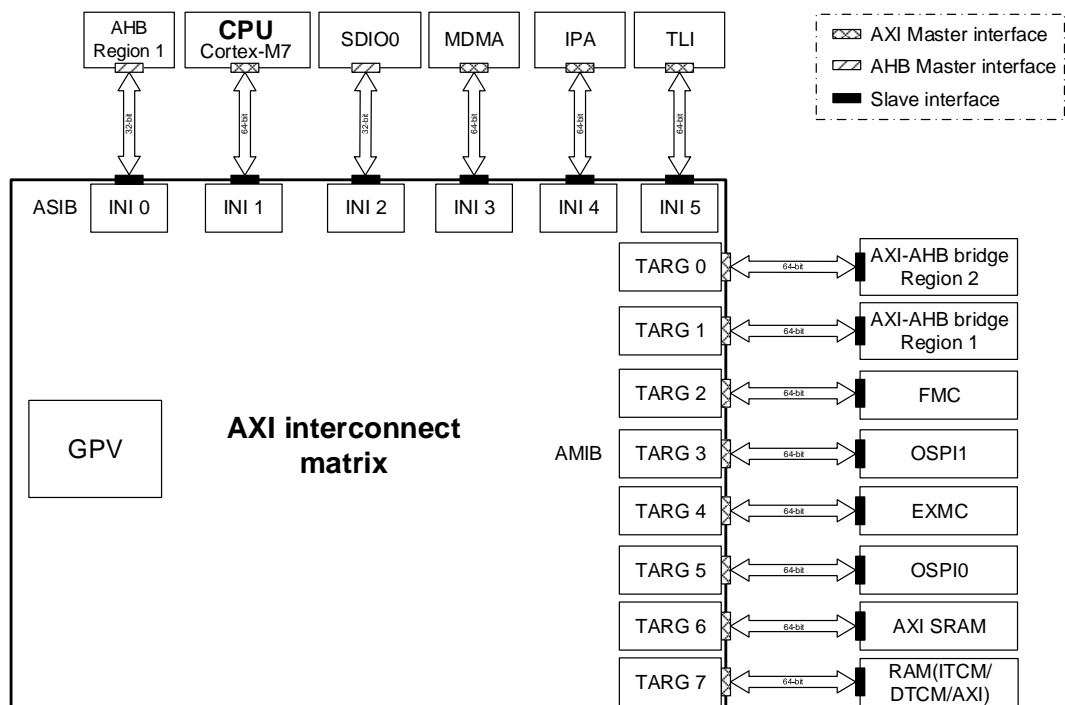 AHB
Region 1
CPU
Cortex-M7
SDIO0
MDMA
IPA
TLI
AXI Master interface
AHB Master interface
Slave interface
32-bit
64-bit
32-bit
64-bit
64-bit
64-bit
ASIB
INI 0
INI 1
INI 2
INI 3
INI 4
INI 5
TARG 0
64-bit
AXI-AHB bridge
Region 2
TARG 1
64-bit
AXI-AHB bridge
Region 1
TARG 2
64-bit
FMC
GPV
AXI interconnect
matrix
AMIB
TARG 3
64-bit
OSPI1
TARG 4
64-bit
EXMC
TARG 5
64-bit
OSPI0
TARG 6
64-bit
AXI SRAM
TARG 7
64-bit
RAM(ITCM/
DTCM/AXI)